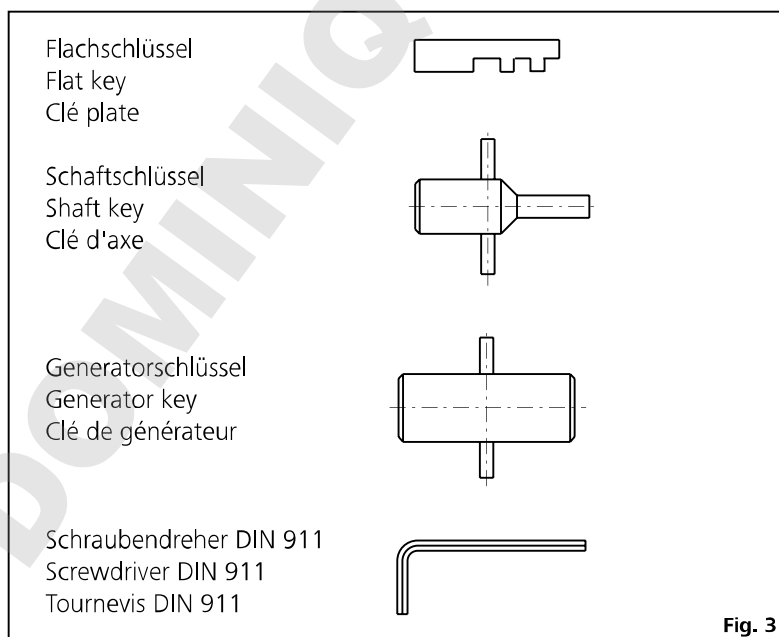 Flachschlüssel
Flat key
Clé plate
Schaftschlüssel
Shaft key
Clé d'axe
Generatorschlüssel
Generator key
Clé de générateur
Schraubendreher DIN 911
Screwdriver DIN 911
Tournevis DIN 911
Fig. 3
DOMINIQ